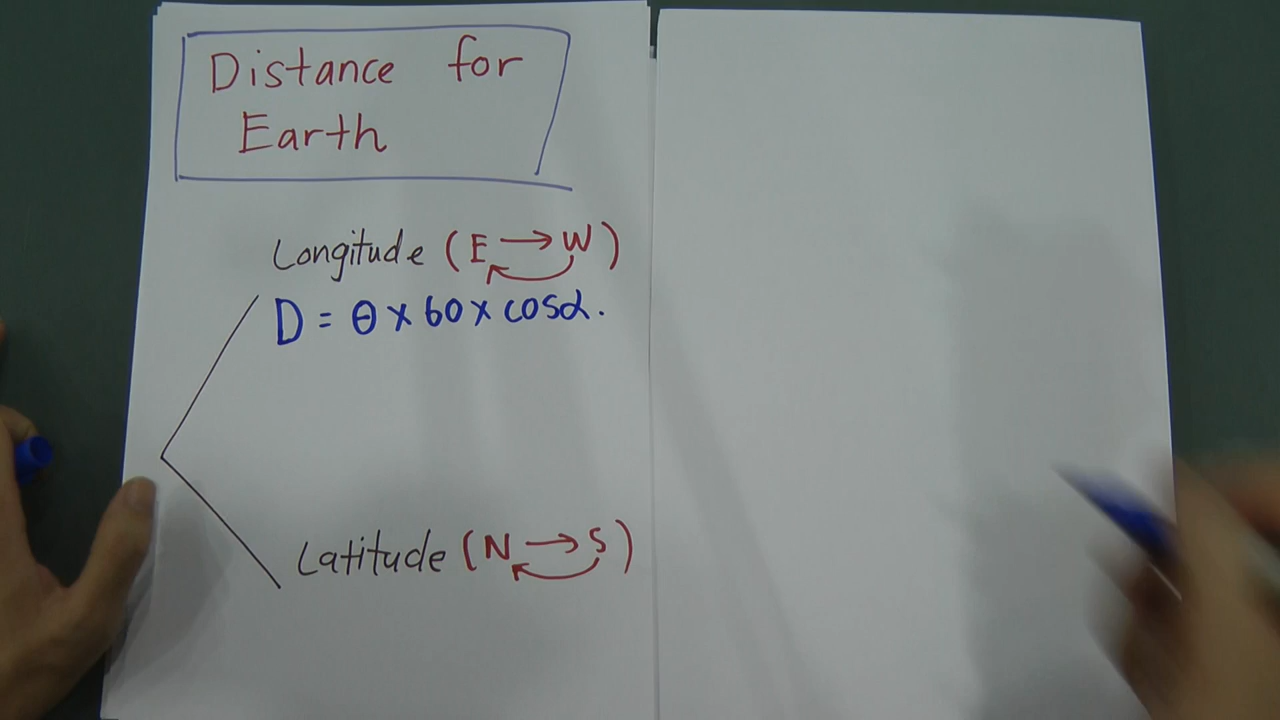 Distance for
Earth
Longitude (E → W)
D = θ × 60 × cosα.
Latitude (N → S)